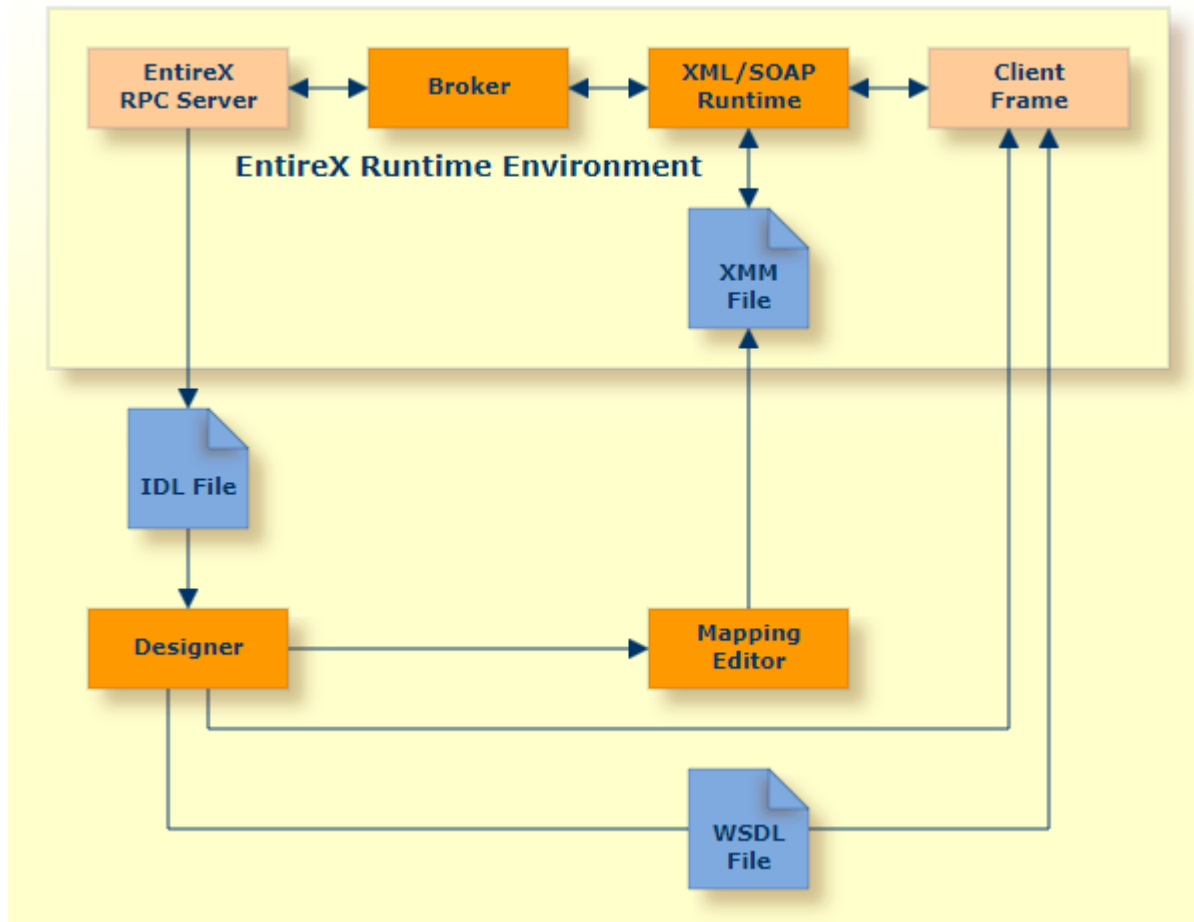 EntireX
RPC Server
Broker
XML/SOAP
Runtime
Client
Frame
EntireX Runtime Environment
XMM
File
IDL File
Designer
Mapping
Editor
WSDL
File